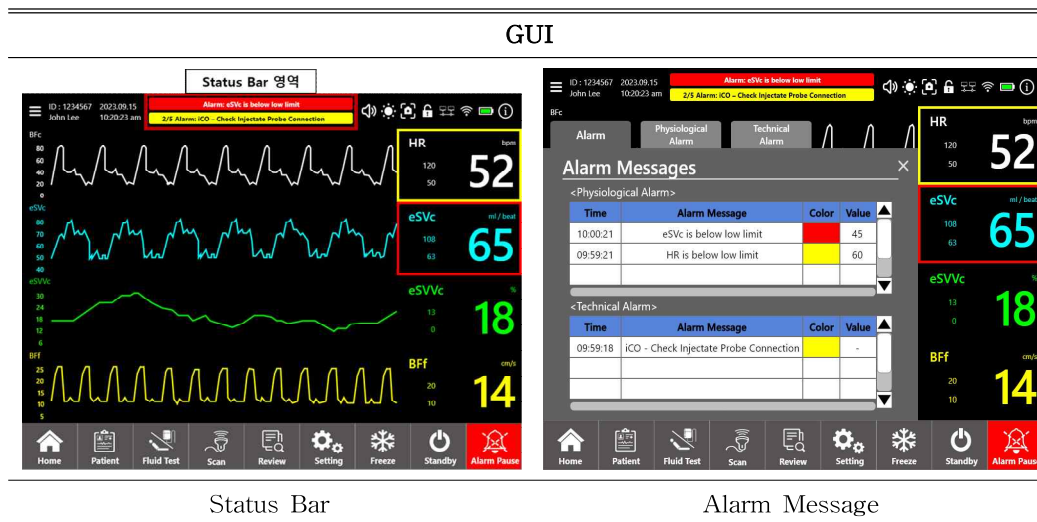 GUI
Status Bar 영역
ID : 1234567 2023.09.15
John Lee 10:20:23 am
Alarm: eSVc is below low limit
2/5 Alarm: iCO - Check Injectate Probe Connection
BFc
80
60
40
20
0
HR bpm
120
50
52
eSVc
80
70
60
50
40
eSVc ml / beat
108
63
65
eSVVc
30
24
18
12
6
eSVVc %
13
0
18
BFf
25
20
15
10
5
BFf cm/s
20
10
14
Home Patient Fluid Test Scan Review Setting Freeze Standby Alarm Pause
Status Bar
ID : 1234567 2023.09.15
John Lee 10:20:23 am
Alarm: eSVc is below low limit
2/5 Alarm: iCO – Check Injectate Probe Connection
BFc
Alarm Physiological Alarm Technical Alarm
Alarm Messages ×
<Physiological Alarm>
Time Alarm Message Color Value
10:00:21 eSVc is below low limit 45
09:59:21 HR is below low limit 60
<Technical Alarm>
Time Alarm Message Color Value
09:59:18 iCO - Check Injectate Probe Connection -
HR bpm
120
50
52
eSVc ml / beat
108
63
65
eSVVc %
13
0
18
BFf cm/s
20
10
14
Home Patient Fluid Test Scan Review Setting Freeze Standby Alarm Pause
Alarm Message